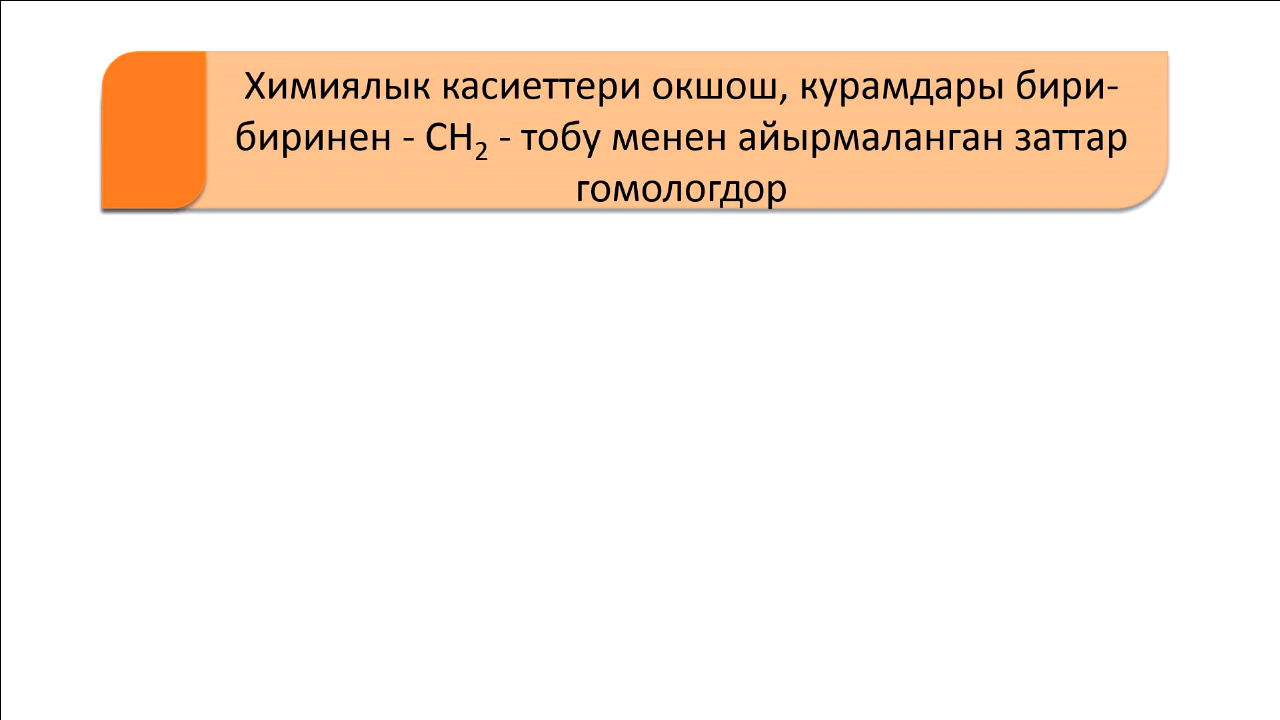 Химиялык касиеттери окшош, курамдары бири-
биринен - CH₂ - тобу менен айырмаланган заттар
гомологдор